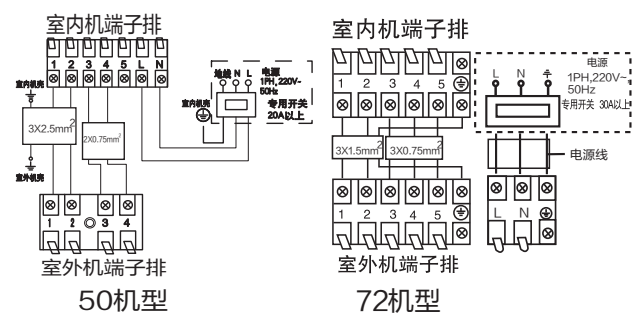 室内机端子排
1 2 3 4 5 L N
室内机壳
3X2.5mm²
2X0.75mm²
室外机壳
1 2 3 4
室外机端子排
50机型
地线 N L
电源
1PH,220V~
50Hz
室内机壳
专用开关
20A以上
室内机端子排
1 2 3 4 5
3X1.5mm²
3X0.75mm²
1 2 3 4 5
室外机端子排
72机型
电源
L N
1PH,220V~
50Hz
专用开关 30A以上
电源线
L N